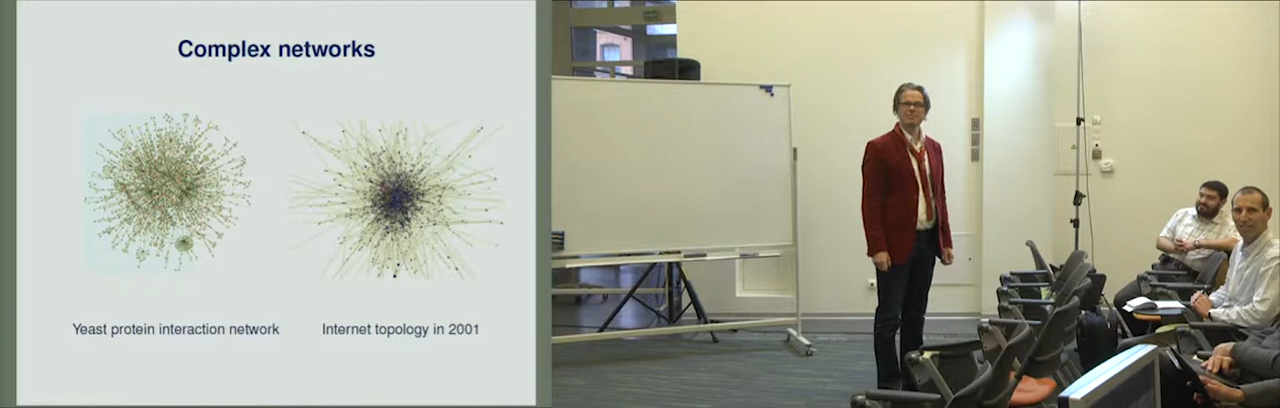 Complex networks
Yeast protein interaction network
Internet topology in 2001